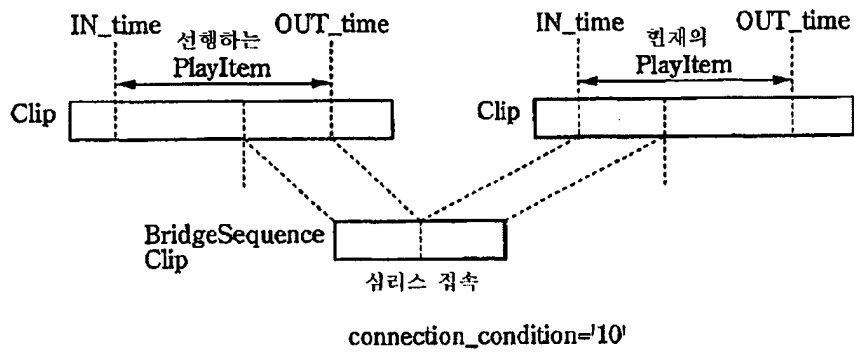 IN_time
선행하는
PlayItem
OUT_time
IN_time
현재의
PlayItem
OUT_time
Clip
Clip
BridgeSequence
Clip
심리스 접속
connection_condition='10'